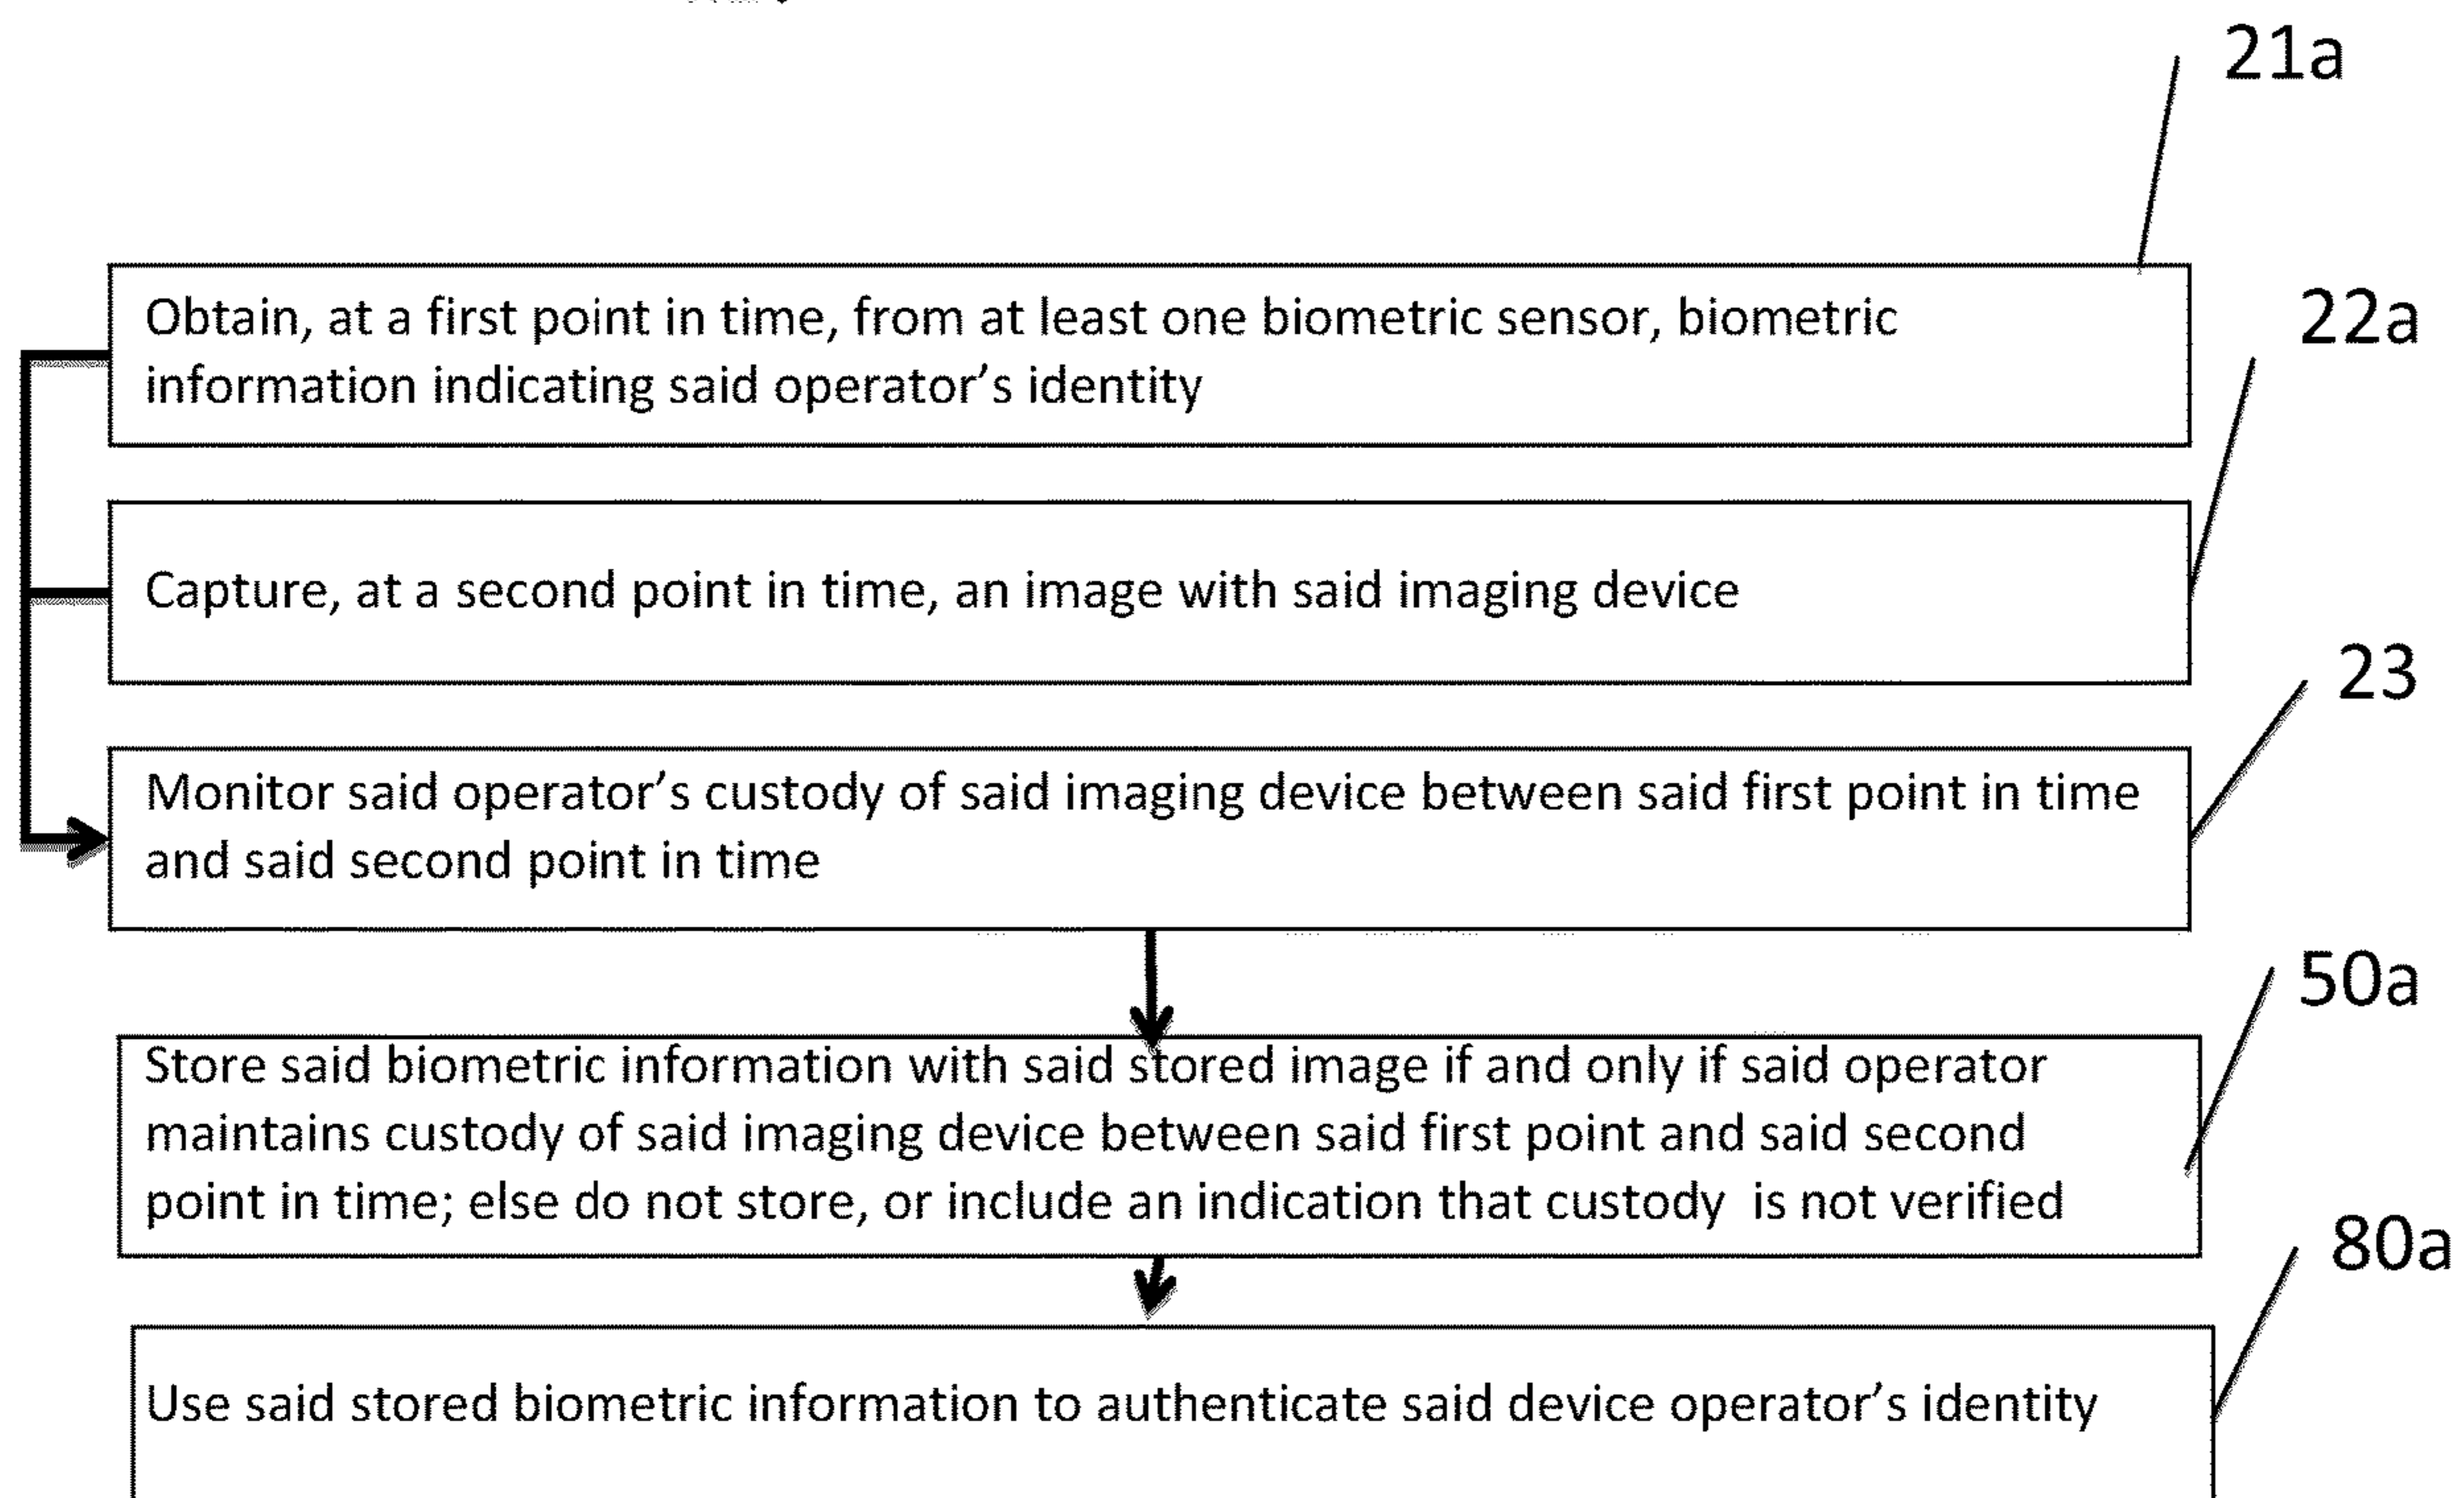 21a
Obtain, at a first point in time, from at least one biometric sensor, biometric
information indicating said operator’s identity
22a
Capture, at a second point in time, an image with said imaging device
23
Monitor said operator’s custody of said imaging device between said first point in time
and said second point in time
50a
Store said biometric information with said stored image if and only if said operator
maintains custody of said imaging device between said first point and said second
point in time; else do not store, or include an indication that custody  is not verified
80a
Use said stored biometric information to authenticate said device operator’s identity